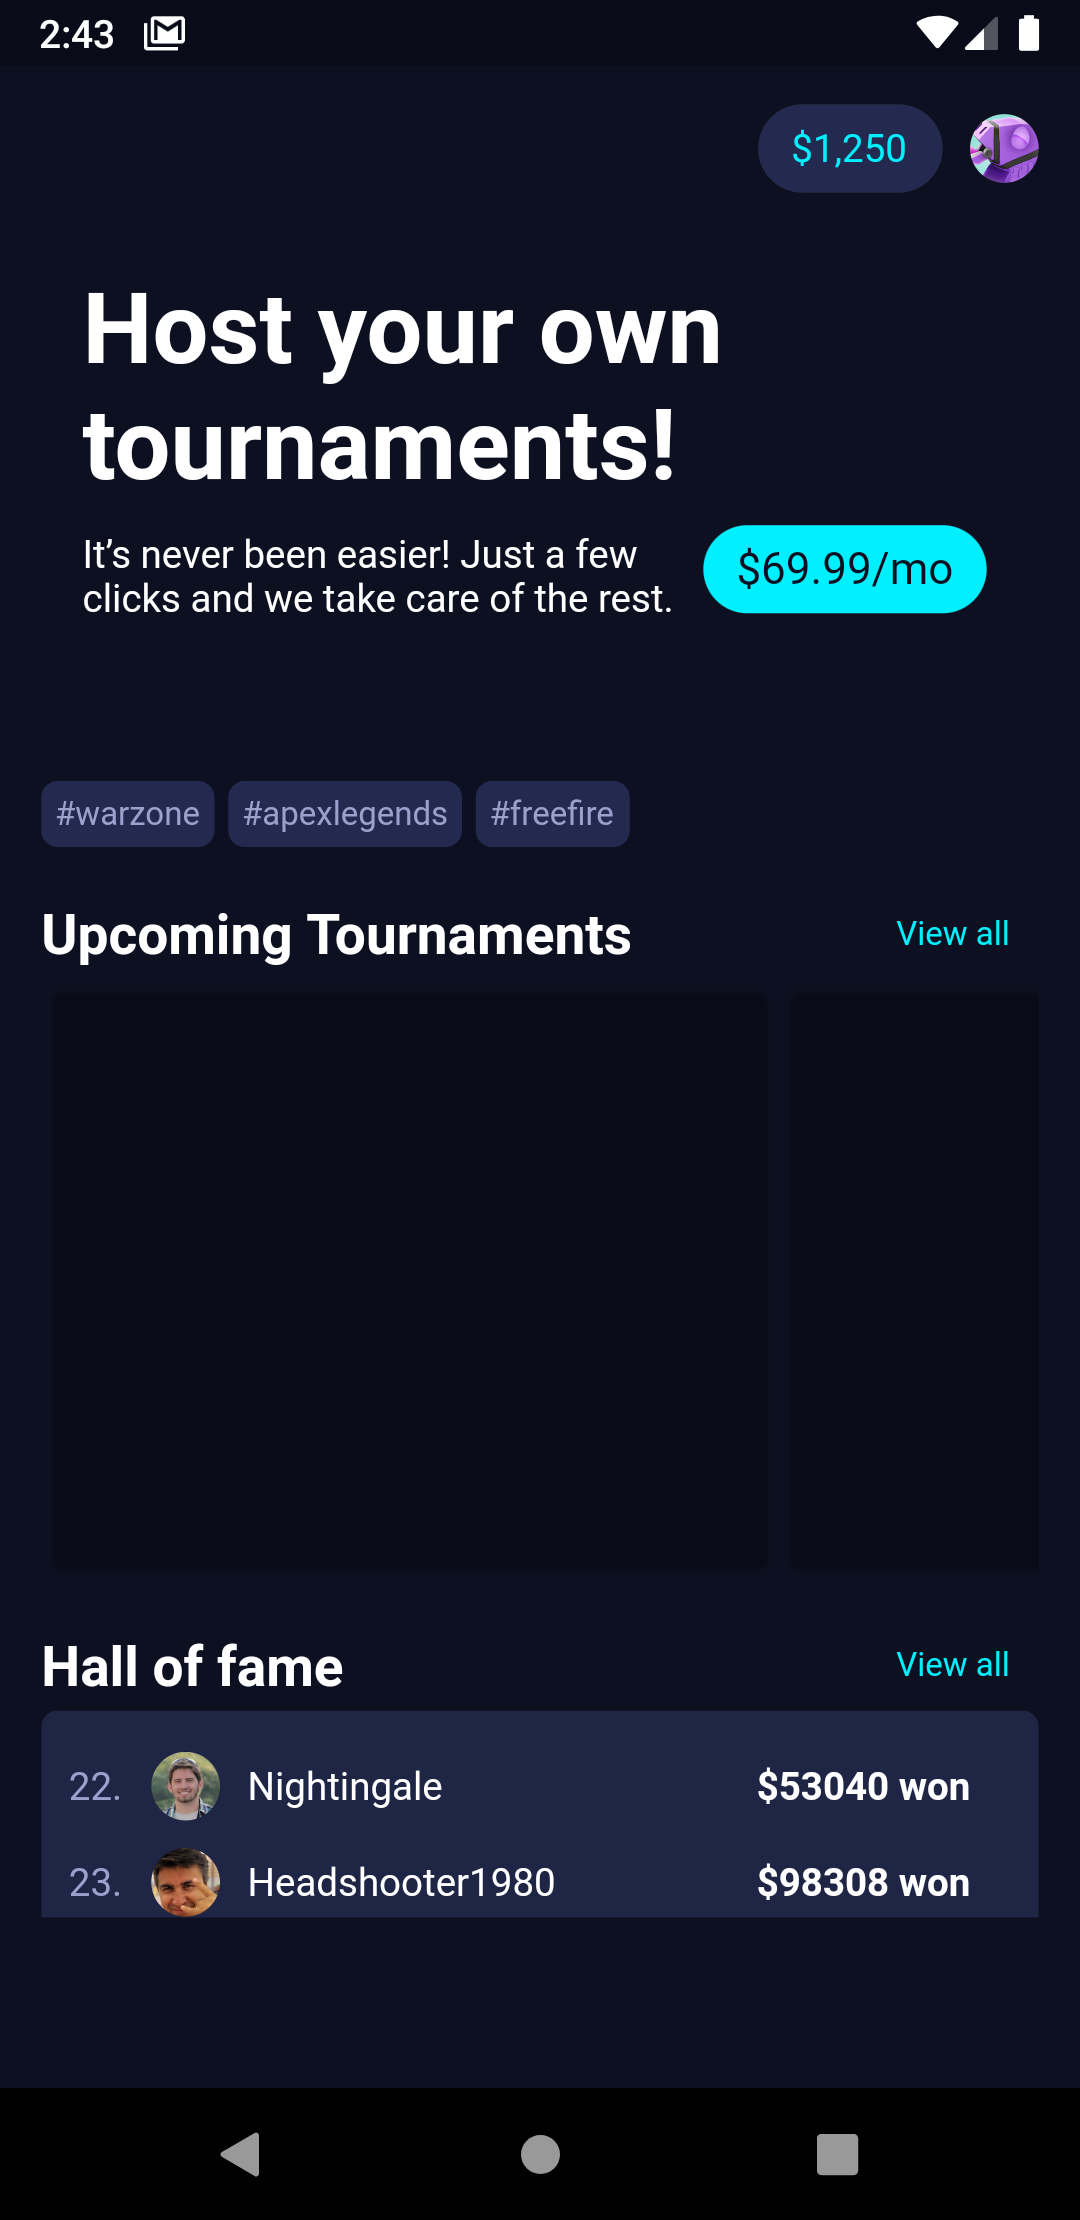 2:43
$1,250
Host your own
tournaments!
It’s never been easier! Just a few
clicks and we take care of the rest.
$69.99/mo
#warzone #apexlegends #freefire
Upcoming Tournaments View all
Hall of fame View all
22. Nightingale $53040 won
23. Headshooter1980 $98308 won